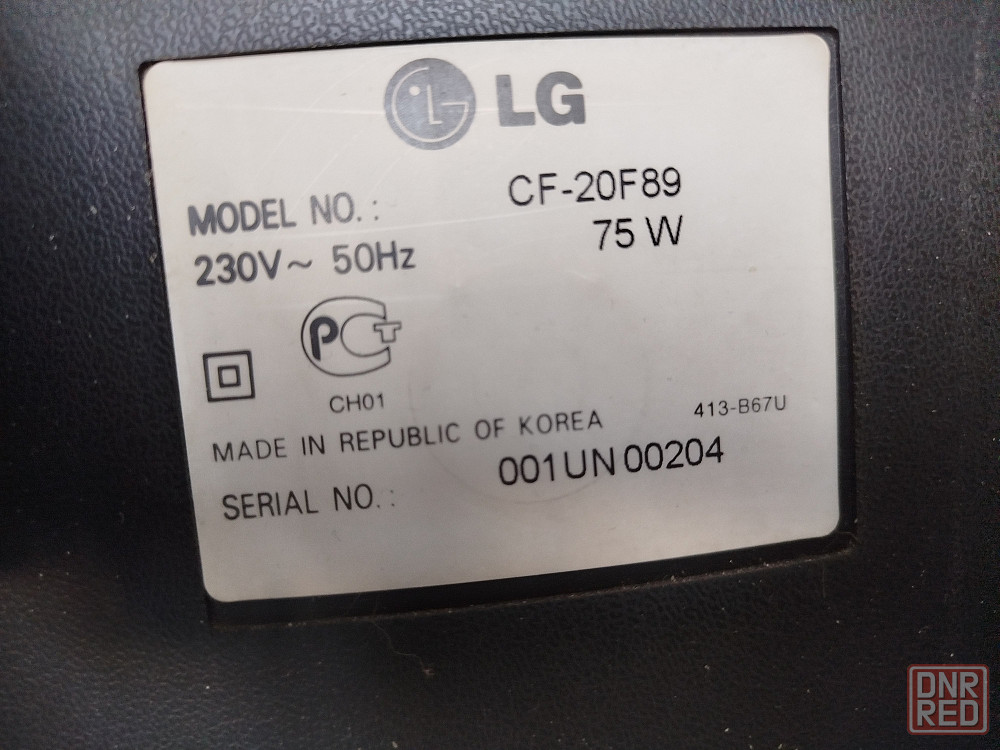 LG
MODEL NO.: CF-20F89
230V~ 50Hz 75 W
РСТ
CH01
MADE IN REPUBLIC OF KOREA 413-B67U
SERIAL NO.: 001UN00204
DNR
RED